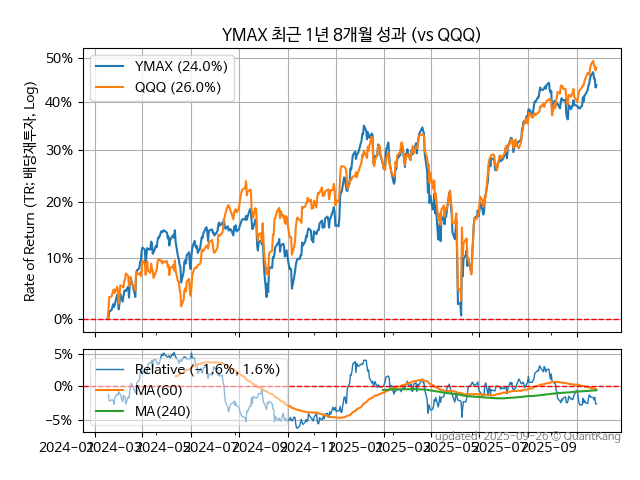 YMAX 최근 1년 8개월 성과 (vs QQQ)
Rate of Return (TR: 배당재투자, Log)
50%
40%
30%
20%
10%
0%
YMAX (24.0%)
QQQ (26.0%)
5%
0%
−5%
Relative (−1.6%, 1.6%)
MA(60)
MA(240)
updated: 2025-09-26 © QuantKang
2024-01
2024-03
2024-05
2024-07
2024-09
2024-11
2025-01
2025-03
2025-05
2025-07
2025-09